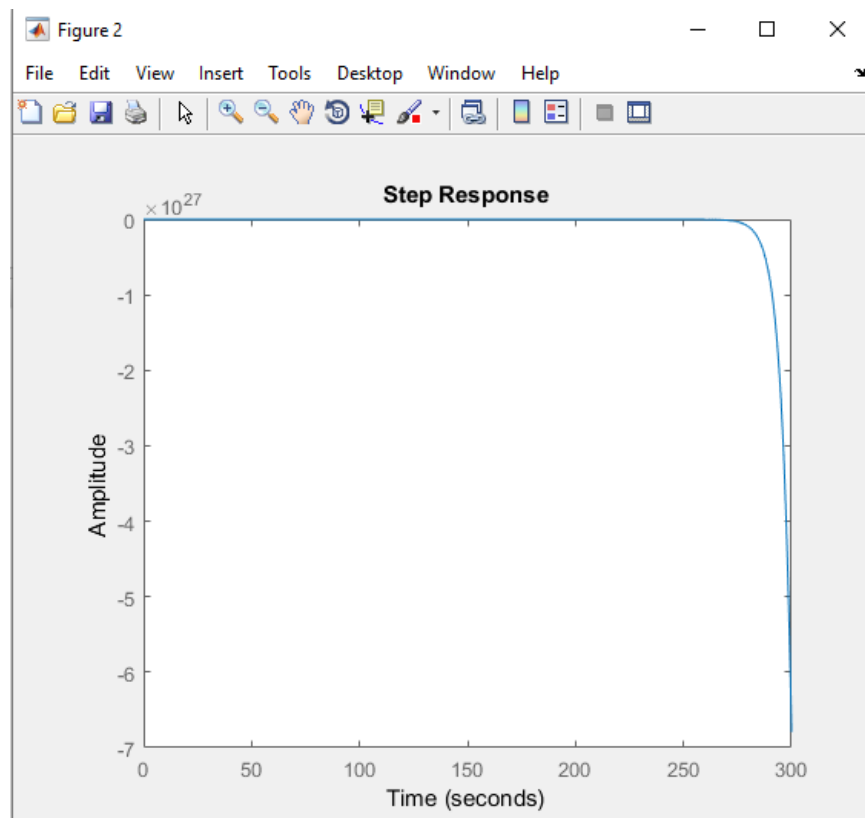 Figure 2
File Edit View Insert Tools Desktop Window Help
Step Response
×10^27
0
-1
-2
-3
-4
-5
-6
-7
Amplitude
0 50 100 150 200 250 300
Time (seconds)